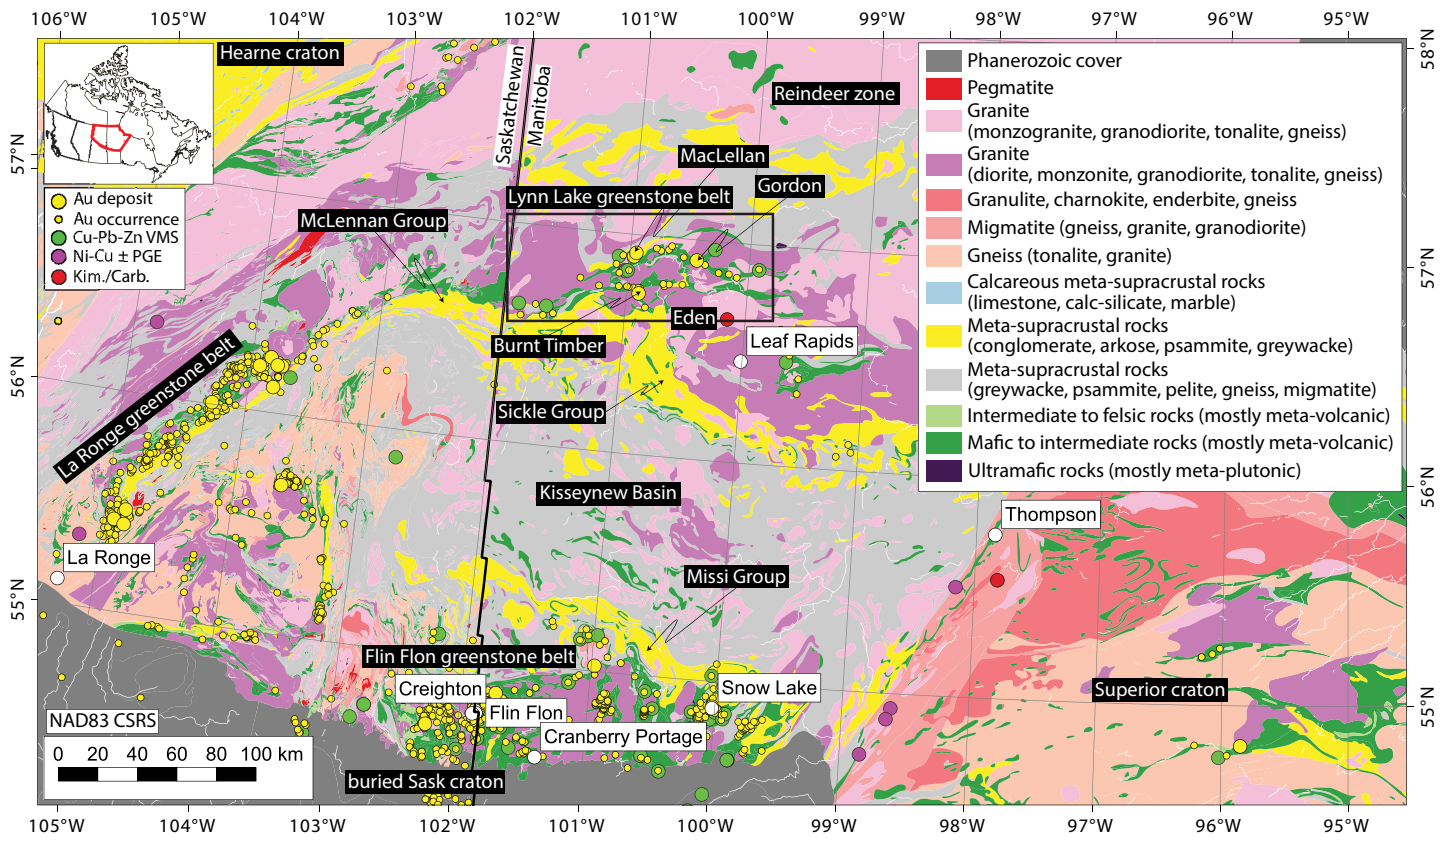 106°W 105°W 104°W 103°W 102°W 101°W 100°W 99°W 98°W 97°W 96°W 95°W
58°N
57°N
57°N
56°N
56°N
55°N
55°N
Hearne craton
Saskatchewan
Manitoba
Reindeer zone
MacLellan
Gordon
Lynn Lake greenstone belt
McLennan Group
Eden
Burnt Timber
Leaf Rapids
Sickle Group
La Ronge greenstone belt
Kisseynew Basin
Thompson
La Ronge
Missi Group
Flin Flon greenstone belt
Creighton
Flin Flon
Snow Lake
Cranberry Portage
Superior craton
buried Sask craton
Au deposit
Au occurrence
Cu-Pb-Zn VMS
Ni-Cu ± PGE
Kim./Carb.
Phanerozoic cover
Pegmatite
Granite
(monzogranite, granodiorite, tonalite, gneiss)
Granite
(diorite, monzonite, granodiorite, tonalite, gneiss)
Granulite, charnokite, enderbite, gneiss
Migmatite (gneiss, granite, granodiorite)
Gneiss (tonalite, granite)
Calcareous meta-supracrustal rocks
(limestone, calc-silicate, marble)
Meta-supracrustal rocks
(conglomerate, arkose, psammite, greywacke)
Meta-supracrustal rocks
(greywacke, psammite, pelite, gneiss, migmatite)
Intermediate to felsic rocks (mostly meta-volcanic)
Mafic to intermediate rocks (mostly meta-volcanic)
Ultramafic rocks (mostly meta-plutonic)
NAD83 CSRS
0 20 40 60 80 100 km
105°W 104°W 103°W 102°W 101°W 100°W 99°W 98°W 97°W 96°W 95°W